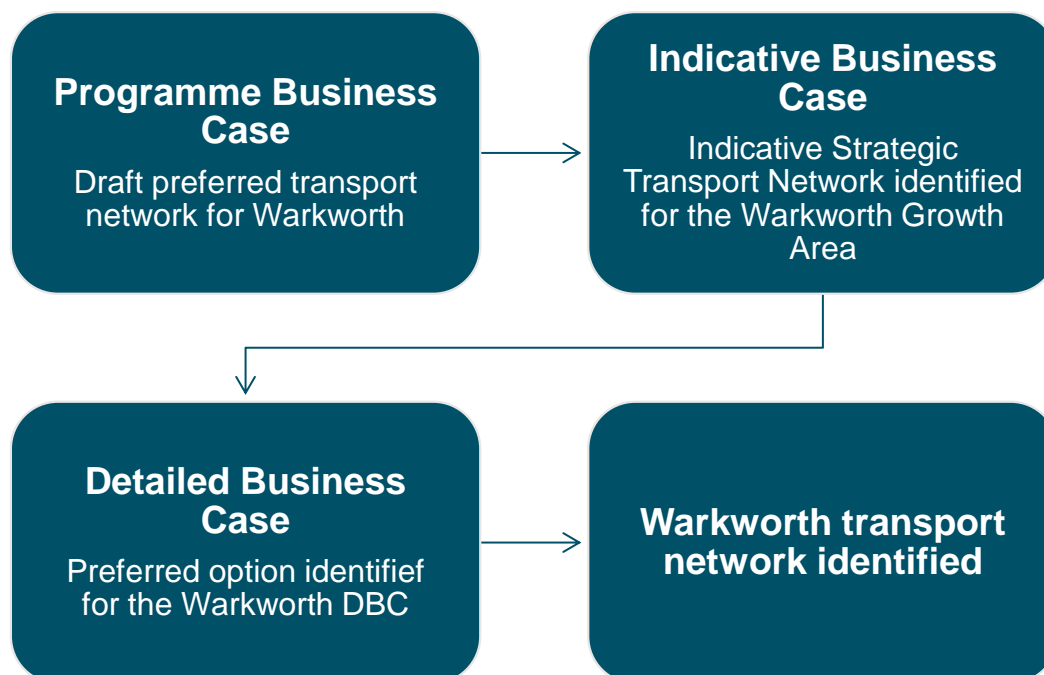 Programme Business
Case
Draft preferred transport
network for Warkworth
Indicative Business
Case
Indicative Strategic
Transport Network identified
for the Warkworth Growth
Area
Detailed Business
Case
Preferred option identifief
for the Warkworth DBC
Warkworth transport
network identified